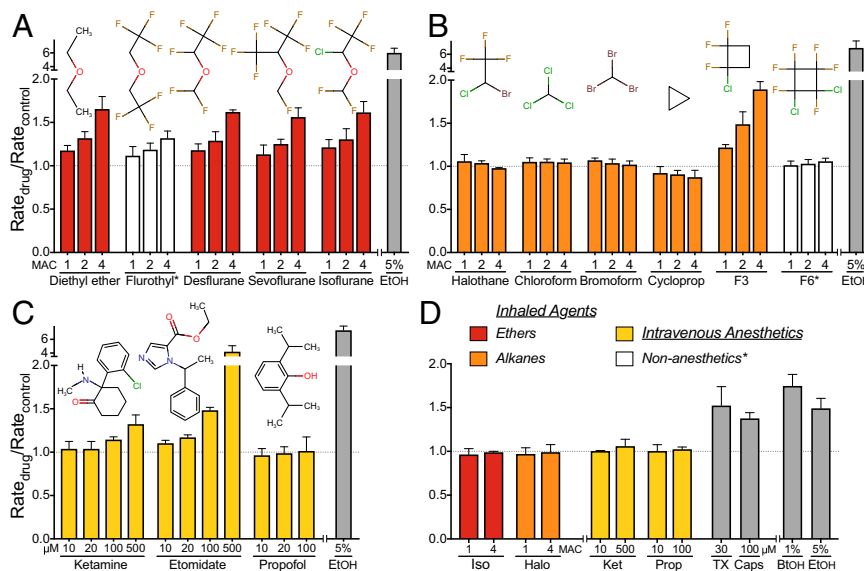 A
Rate_drug/Rate_control
6
4
2.0
1.5
1.0
0.5
0.0
CH3
O
CH3
F F F O F F F
F F F F O F F
F F F F F F O F
Cl F F F O F F
MAC 1 2 4 1 2 4 1 2 4 1 2 4 1 2 4 5%
Diethyl ether Flurothyl* Desflurane Sevoflurane Isoflurane EtOH
B
6
4
2.0
1.5
1.0
0.5
0.0
F F F Cl Br
Cl Cl Cl
Br Br Br
F F Cl
F F F F F F Cl Cl
MAC 1 2 4 1 2 4 1 2 4 1 2 4 1 2 4 1 2 4 5%
Halothane Chloroform Bromoform Cycloprop F3 F6* EtOH
C
Rate_drug/Rate_control
6
4
2.0
1.5
1.0
0.5
0.0
H N H3C O Cl
O O CH3 N N CH3
H3C CH3 OH H3C CH3
µM 10 20 100 500 10 20 100 500 10 20 100 5%
Ketamine Etomidate Propofol EtOH
D
Inhaled Agents
Ethers
Alkanes
Intravenous Anesthetics
Non-anesthetics*
2.0
1.5
1.0
0.5
0.0
1 4 1 4 MAC 10 500 10 100 30 100 µM 1% 5%
Iso Halo Ket Prop TX Caps BtOH EtOH